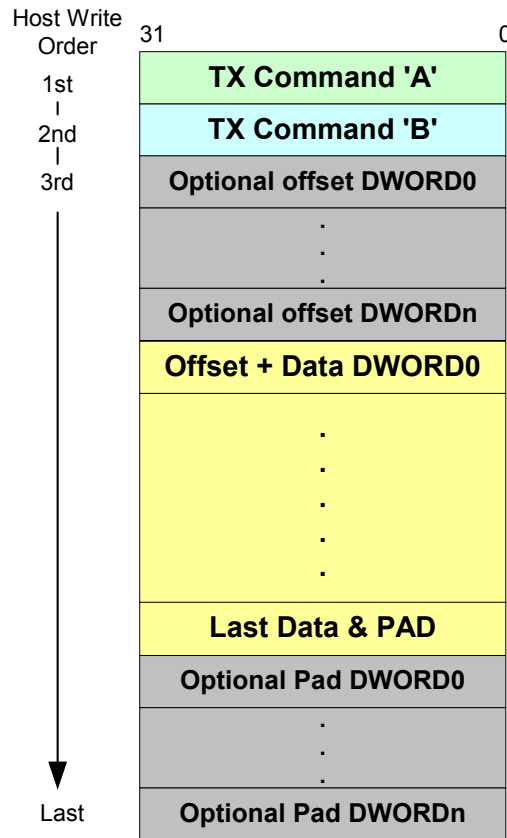 Host Write
Order
31
0
1st
TX Command 'A'
2nd
TX Command 'B'
3rd
Optional offset DWORD0
.
.
.
Optional offset DWORDn
Offset + Data DWORD0
.
.
.
.
.
Last Data & PAD
Optional Pad DWORD0
.
.
.
Last
Optional Pad DWORDn